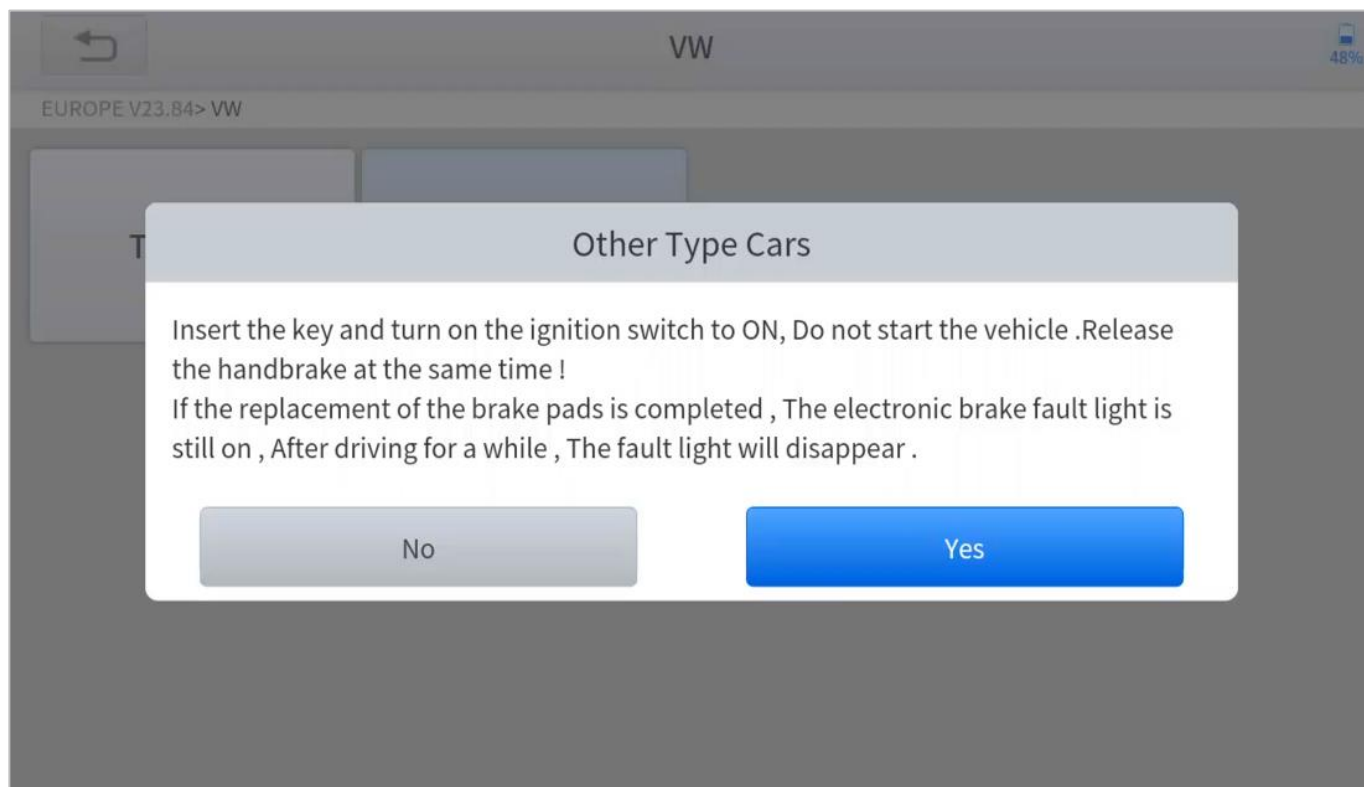 VW
48%
EUROPE V23.84> VW
T
Other Type Cars
Insert the key and turn on the ignition switch to ON, Do not start the vehicle .Release
the handbrake at the same time !
If the replacement of the brake pads is completed , The electronic brake fault light is
still on , After driving for a while , The fault light will disappear .
No
Yes